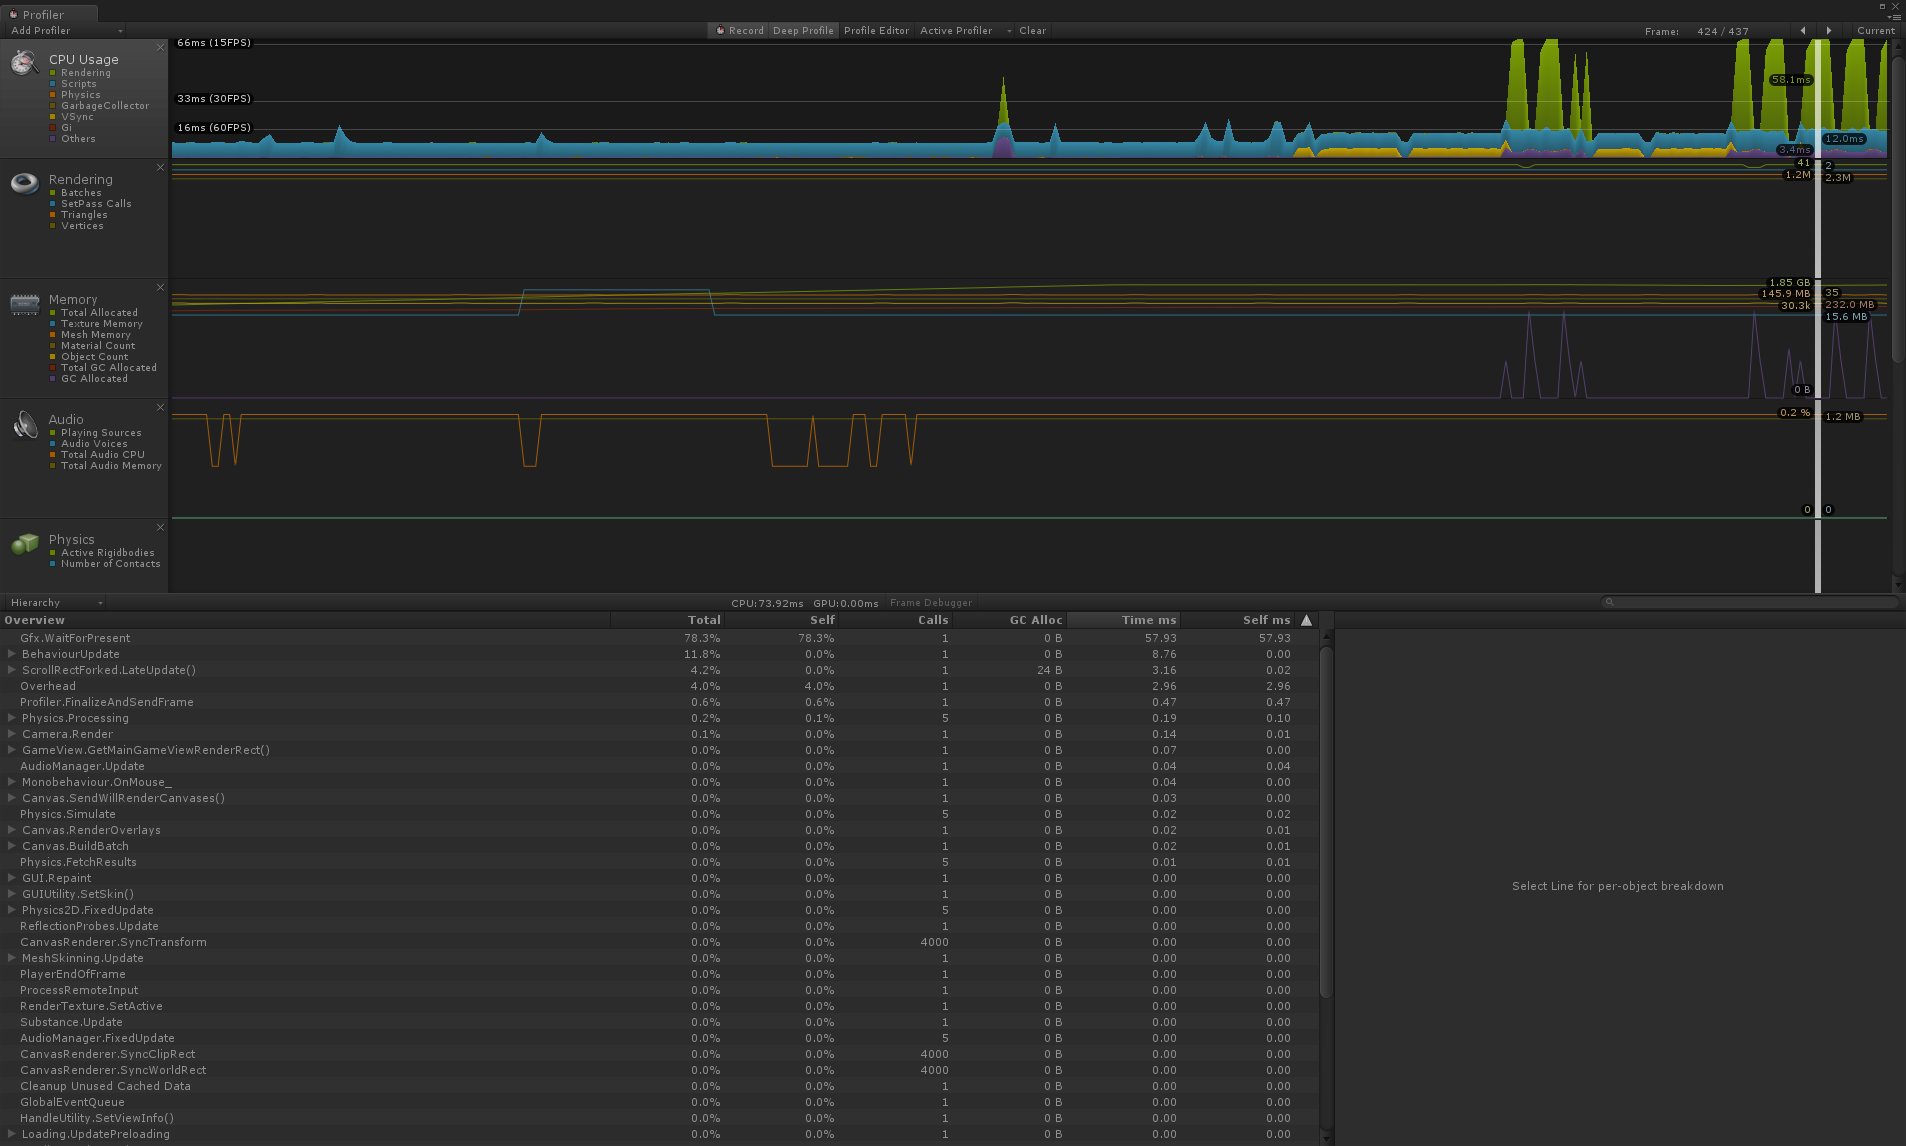 Profiler
Add Profiler
Record Deep Profile Profile Editor Active Profiler Clear
Frame: 424 / 437 Current
CPU Usage
Rendering
Scripts
Physics
GarbageCollector
VSync
Gi
Others
66ms (15FPS)
33ms (30FPS)
16ms (60FPS)
58.1ms
12.0ms
3.4ms
Rendering
Batches
SetPass Calls
Triangles
Vertices
41 2
1.2M 2.3M
Memory
Total Allocated
Texture Memory
Mesh Memory
Material Count
Object Count
Total GC Allocated
GC Allocated
1.85 GB
145.9 MB 35
30.3k 232.0 MB
15.6 MB
0 B
Audio
Playing Sources
Audio Voices
Total Audio CPU
Total Audio Memory
0.2 % 1.2 MB
0 0
Physics
Active Rigidbodies
Number of Contacts
Hierarchy CPU:73.92ms GPU:0.00ms Frame Debugger
Overview Total Self Calls GC Alloc Time ms Self ms
Gfx.WaitForPresent 78.3% 78.3% 1 0 B 57.93 57.93
BehaviourUpdate 11.8% 0.0% 1 0 B 8.76 0.00
ScrollRectForked.LateUpdate() 4.2% 0.0% 1 24 B 3.16 0.02
Overhead 4.0% 4.0% 1 0 B 2.96 2.96
Profiler.FinalizeAndSendFrame 0.6% 0.6% 1 0 B 0.47 0.47
Physics.Processing 0.2% 0.1% 5 0 B 0.19 0.10
Camera.Render 0.1% 0.0% 1 0 B 0.14 0.01
GameView.GetMainGameViewRenderRect() 0.0% 0.0% 1 0 B 0.07 0.00
AudioManager.Update 0.0% 0.0% 1 0 B 0.04 0.04
Monobehaviour.OnMouse_ 0.0% 0.0% 1 0 B 0.04 0.00
Canvas.SendWillRenderCanvases() 0.0% 0.0% 1 0 B 0.03 0.00
Physics.Simulate 0.0% 0.0% 5 0 B 0.02 0.02
Canvas.RenderOverlays 0.0% 0.0% 1 0 B 0.02 0.01
Canvas.BuildBatch 0.0% 0.0% 1 0 B 0.02 0.01
Physics.FetchResults 0.0% 0.0% 5 0 B 0.01 0.01
GUI.Repaint 0.0% 0.0% 1 0 B 0.00 0.00
GUIUtility.SetSkin() 0.0% 0.0% 1 0 B 0.00 0.00
Physics2D.FixedUpdate 0.0% 0.0% 5 0 B 0.00 0.00
ReflectionProbes.Update 0.0% 0.0% 1 0 B 0.00 0.00
CanvasRenderer.SyncTransform 0.0% 0.0% 4000 0 B 0.00 0.00
MeshSkinning.Update 0.0% 0.0% 1 0 B 0.00 0.00
PlayerEndOfFrame 0.0% 0.0% 1 0 B 0.00 0.00
ProcessRemoteInput 0.0% 0.0% 1 0 B 0.00 0.00
RenderTexture.SetActive 0.0% 0.0% 1 0 B 0.00 0.00
Substance.Update 0.0% 0.0% 1 0 B 0.00 0.00
AudioManager.FixedUpdate 0.0% 0.0% 5 0 B 0.00 0.00
CanvasRenderer.SyncClipRect 0.0% 0.0% 4000 0 B 0.00 0.00
CanvasRenderer.SyncWorldRect 0.0% 0.0% 4000 0 B 0.00 0.00
Cleanup Unused Cached Data 0.0% 0.0% 1 0 B 0.00 0.00
GlobalEventQueue 0.0% 0.0% 1 0 B 0.00 0.00
HandleUtility.SetViewInfo() 0.0% 0.0% 1 0 B 0.00 0.00
Loading.UpdatePreloading 0.0% 0.0% 1 0 B 0.00 0.00
Select Line for per-object breakdown